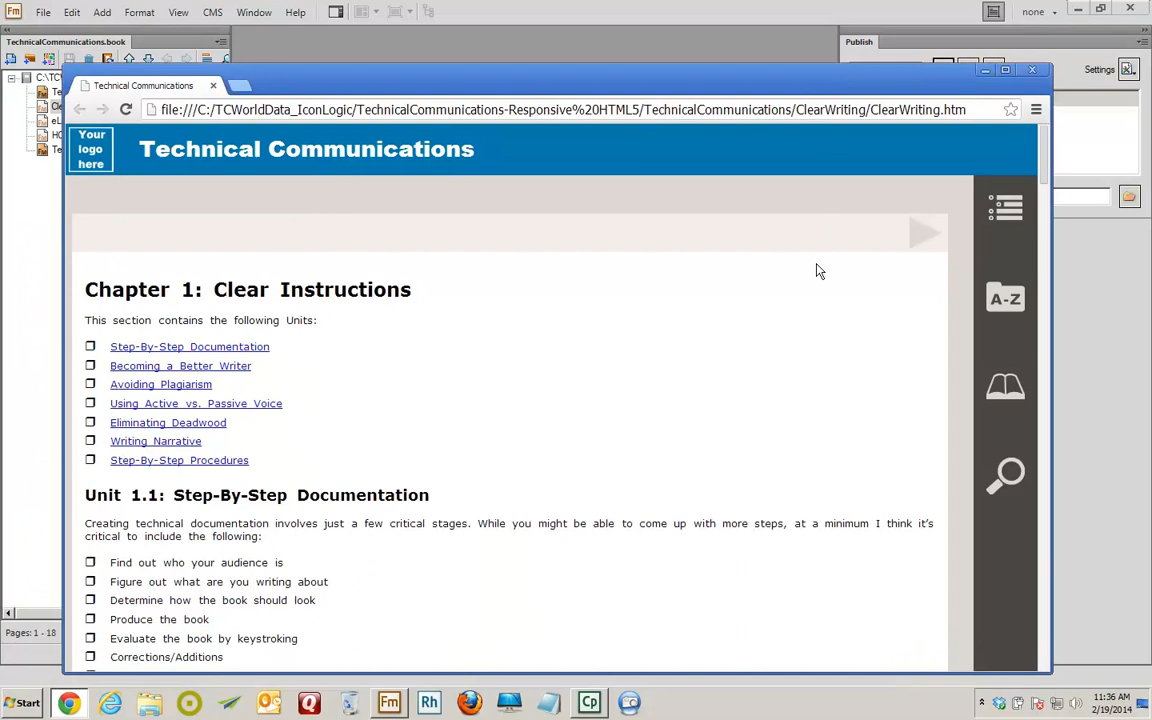 Fm File Edit Add Format View CMS Window Help none
TechnicalCommunications.book
Publish
C:\TC
Settings
Technical Communications
file:///C:/TCWorldData_IconLogic/TechnicalCommunications-Responsive%20HTML5/TechnicalCommunications/ClearWriting/ClearWriting.htm
Your
logo
here
Technical Communications
A-Z
Chapter 1: Clear Instructions
This section contains the following Units:
Step-By-Step Documentation
Becoming a Better Writer
Avoiding Plagiarism
Using Active vs. Passive Voice
Eliminating Deadwood
Writing Narrative
Step-By-Step Procedures
Unit 1.1: Step-By-Step Documentation
Creating technical documentation involves just a few critical stages. While you might be able to come up with more steps, at a minimum I think it's
critical to include the following:
Find out who your audience is
Figure out what are you writing about
Determine how the book should look
Produce the book
Evaluate the book by keystroking
Corrections/Additions
Pages: 1 - 18
Start
Fm
Rh
Cp
11:36 AM
2/19/2014